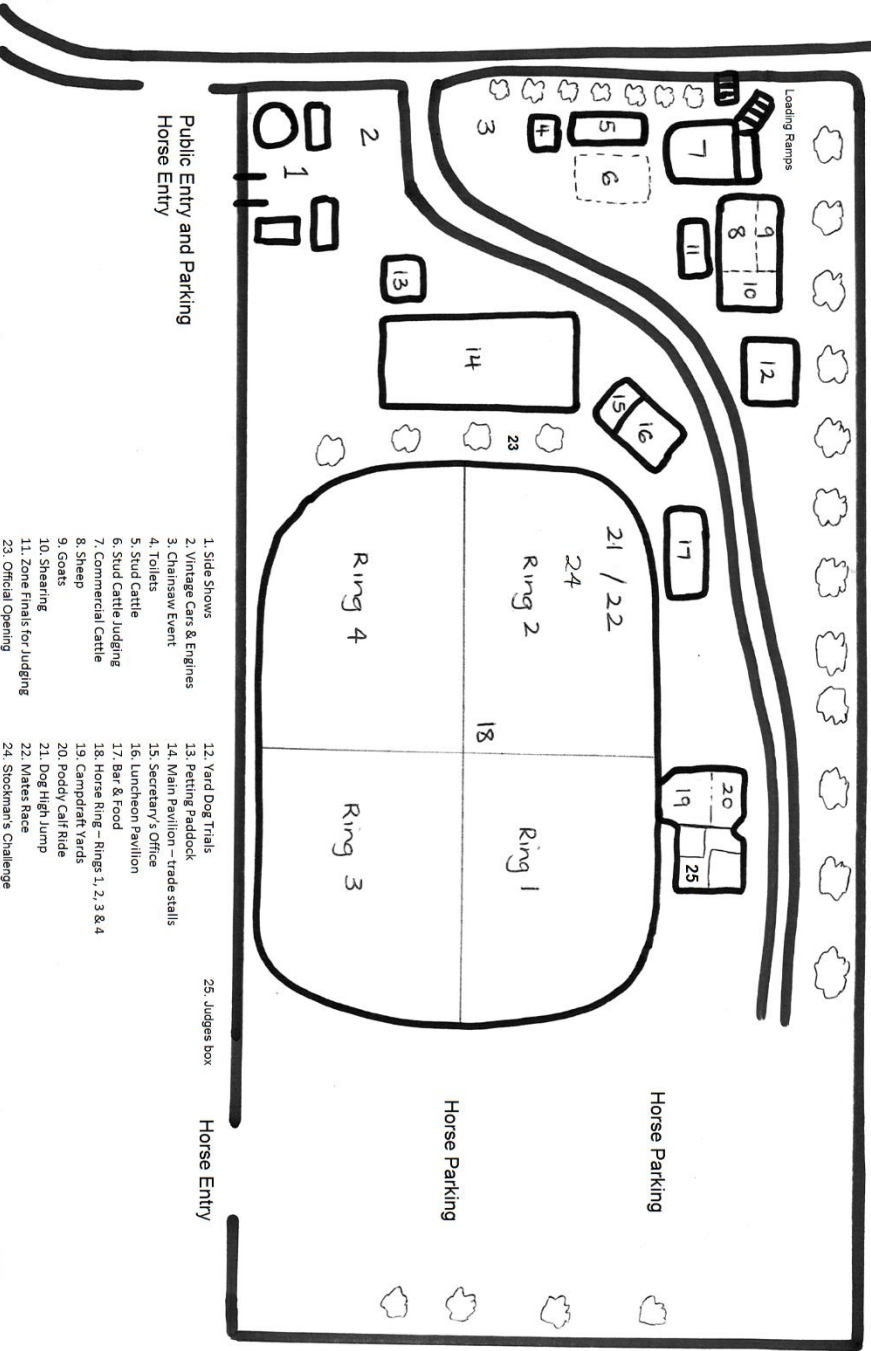 Loading Ramps
9
10
12
7
8
11
5
6
4
3
15
16
17
20
19
25
Horse Parking
2
13
14
23
21 / 22
24
Ring 2
18
Ring 1
Horse Parking
1
Ring 4
Ring 3
Public Entry and Parking
Horse Entry
Horse Entry
1. Side Shows
2. Vintage Cars & Engines
3. Chainsaw Event
4. Toilets
5. Stud Cattle
6. Stud Cattle Judging
7. Commercial Cattle
8. Sheep
9. Goats
10. Shearing
11. Zone Finals for Judging
23. Official Opening
12. Yard Dog Trials
13. Petting Paddock
14. Main Pavilion – trade stalls
15. Secretary's Office
16. Luncheon Pavilion
17. Bar & Food
18. Horse Ring – Rings 1, 2, 3 & 4
19. Campdraft Yards
20. Poddy Calf Ride
21. Dog High Jump
22. Mates Race
24. Stockman's Challenge
25. Judges box